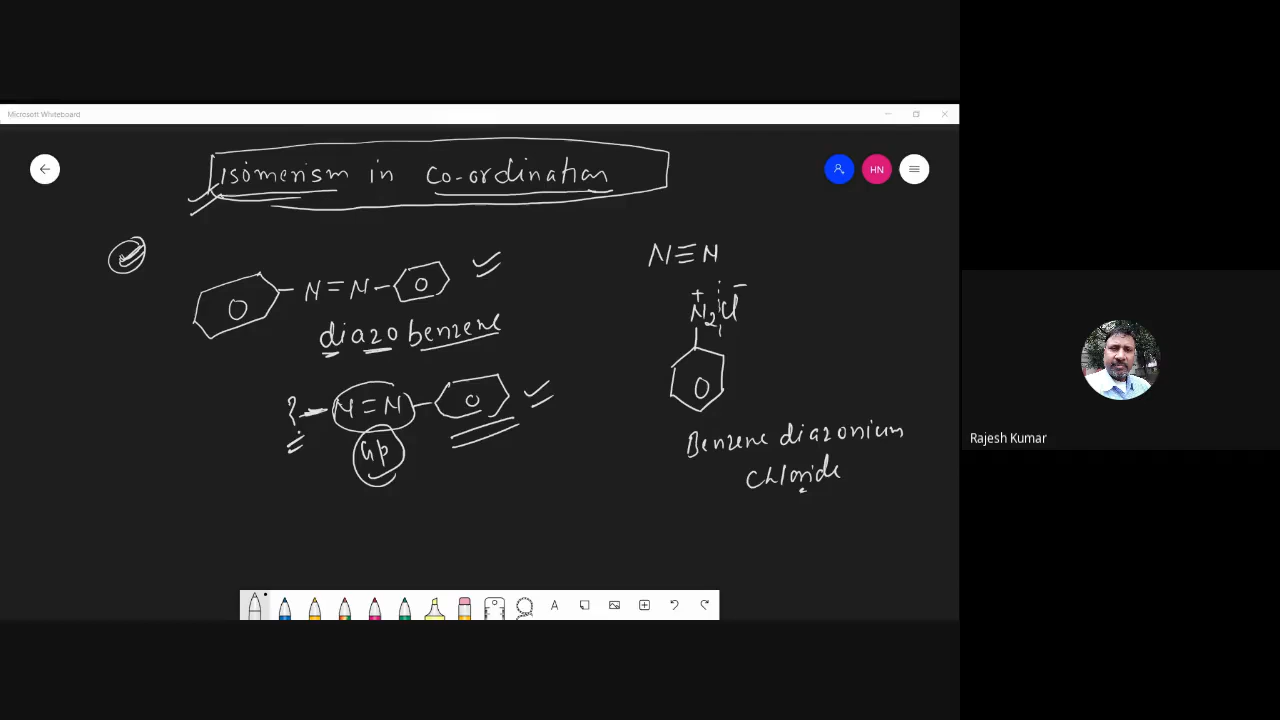 Microsoft Whiteboard
Isomerism in co-ordination
HN
N≡N
N=N
+ -
N2Cl
diazobenzene
? N=N
Gp
Benzene diazonium
chloride
Rajesh Kumar
A